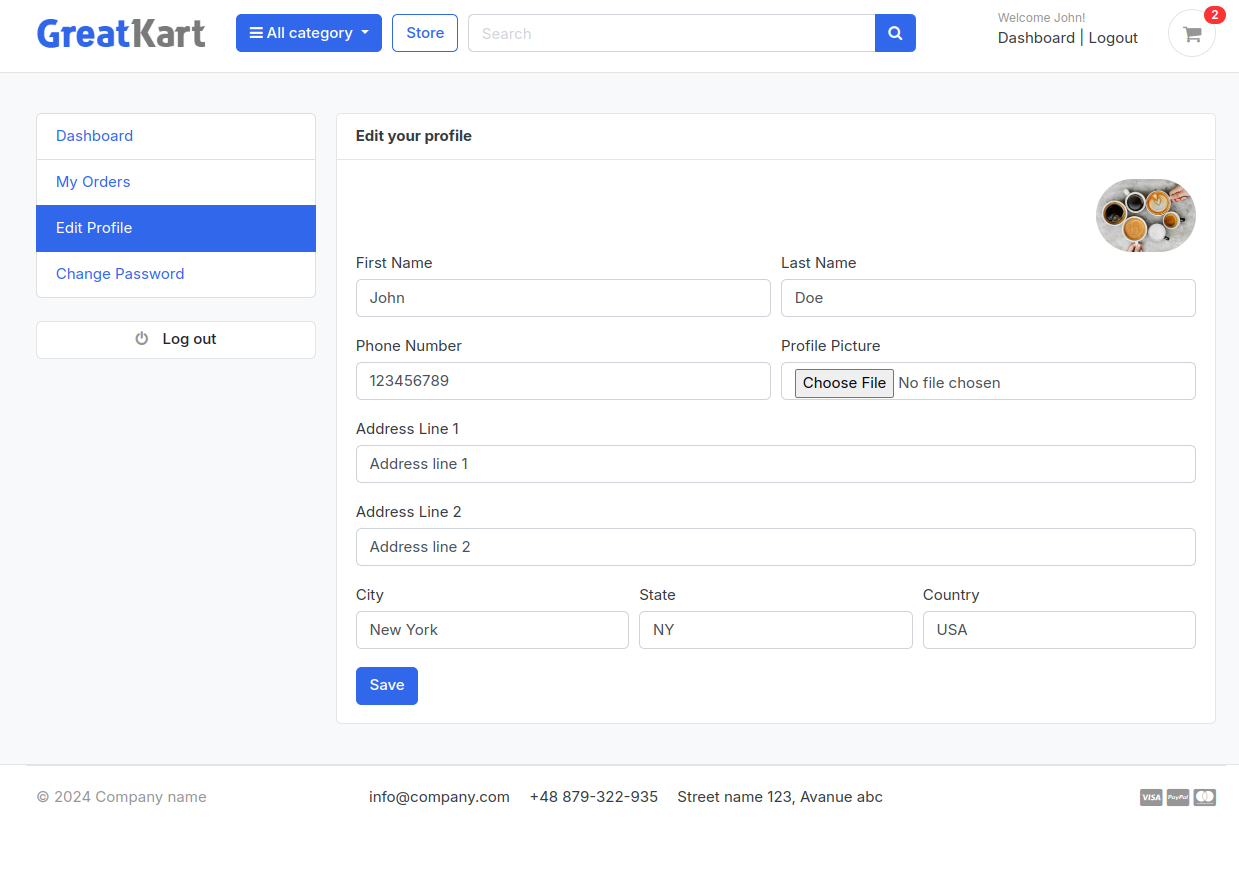 GreatKart
All category
Store
Search
Welcome John!
Dashboard | Logout
2
Dashboard
My Orders
Edit Profile
Change Password
Log out
Edit your profile
First Name
Last Name
John
Doe
Phone Number
Profile Picture
123456789
Choose File No file chosen
Address Line 1
Address line 1
Address Line 2
Address line 2
City
State
Country
New York
NY
USA
Save
© 2024 Company name
info@company.com
+48 879-322-935
Street name 123, Avanue abc
VISA
PayPal